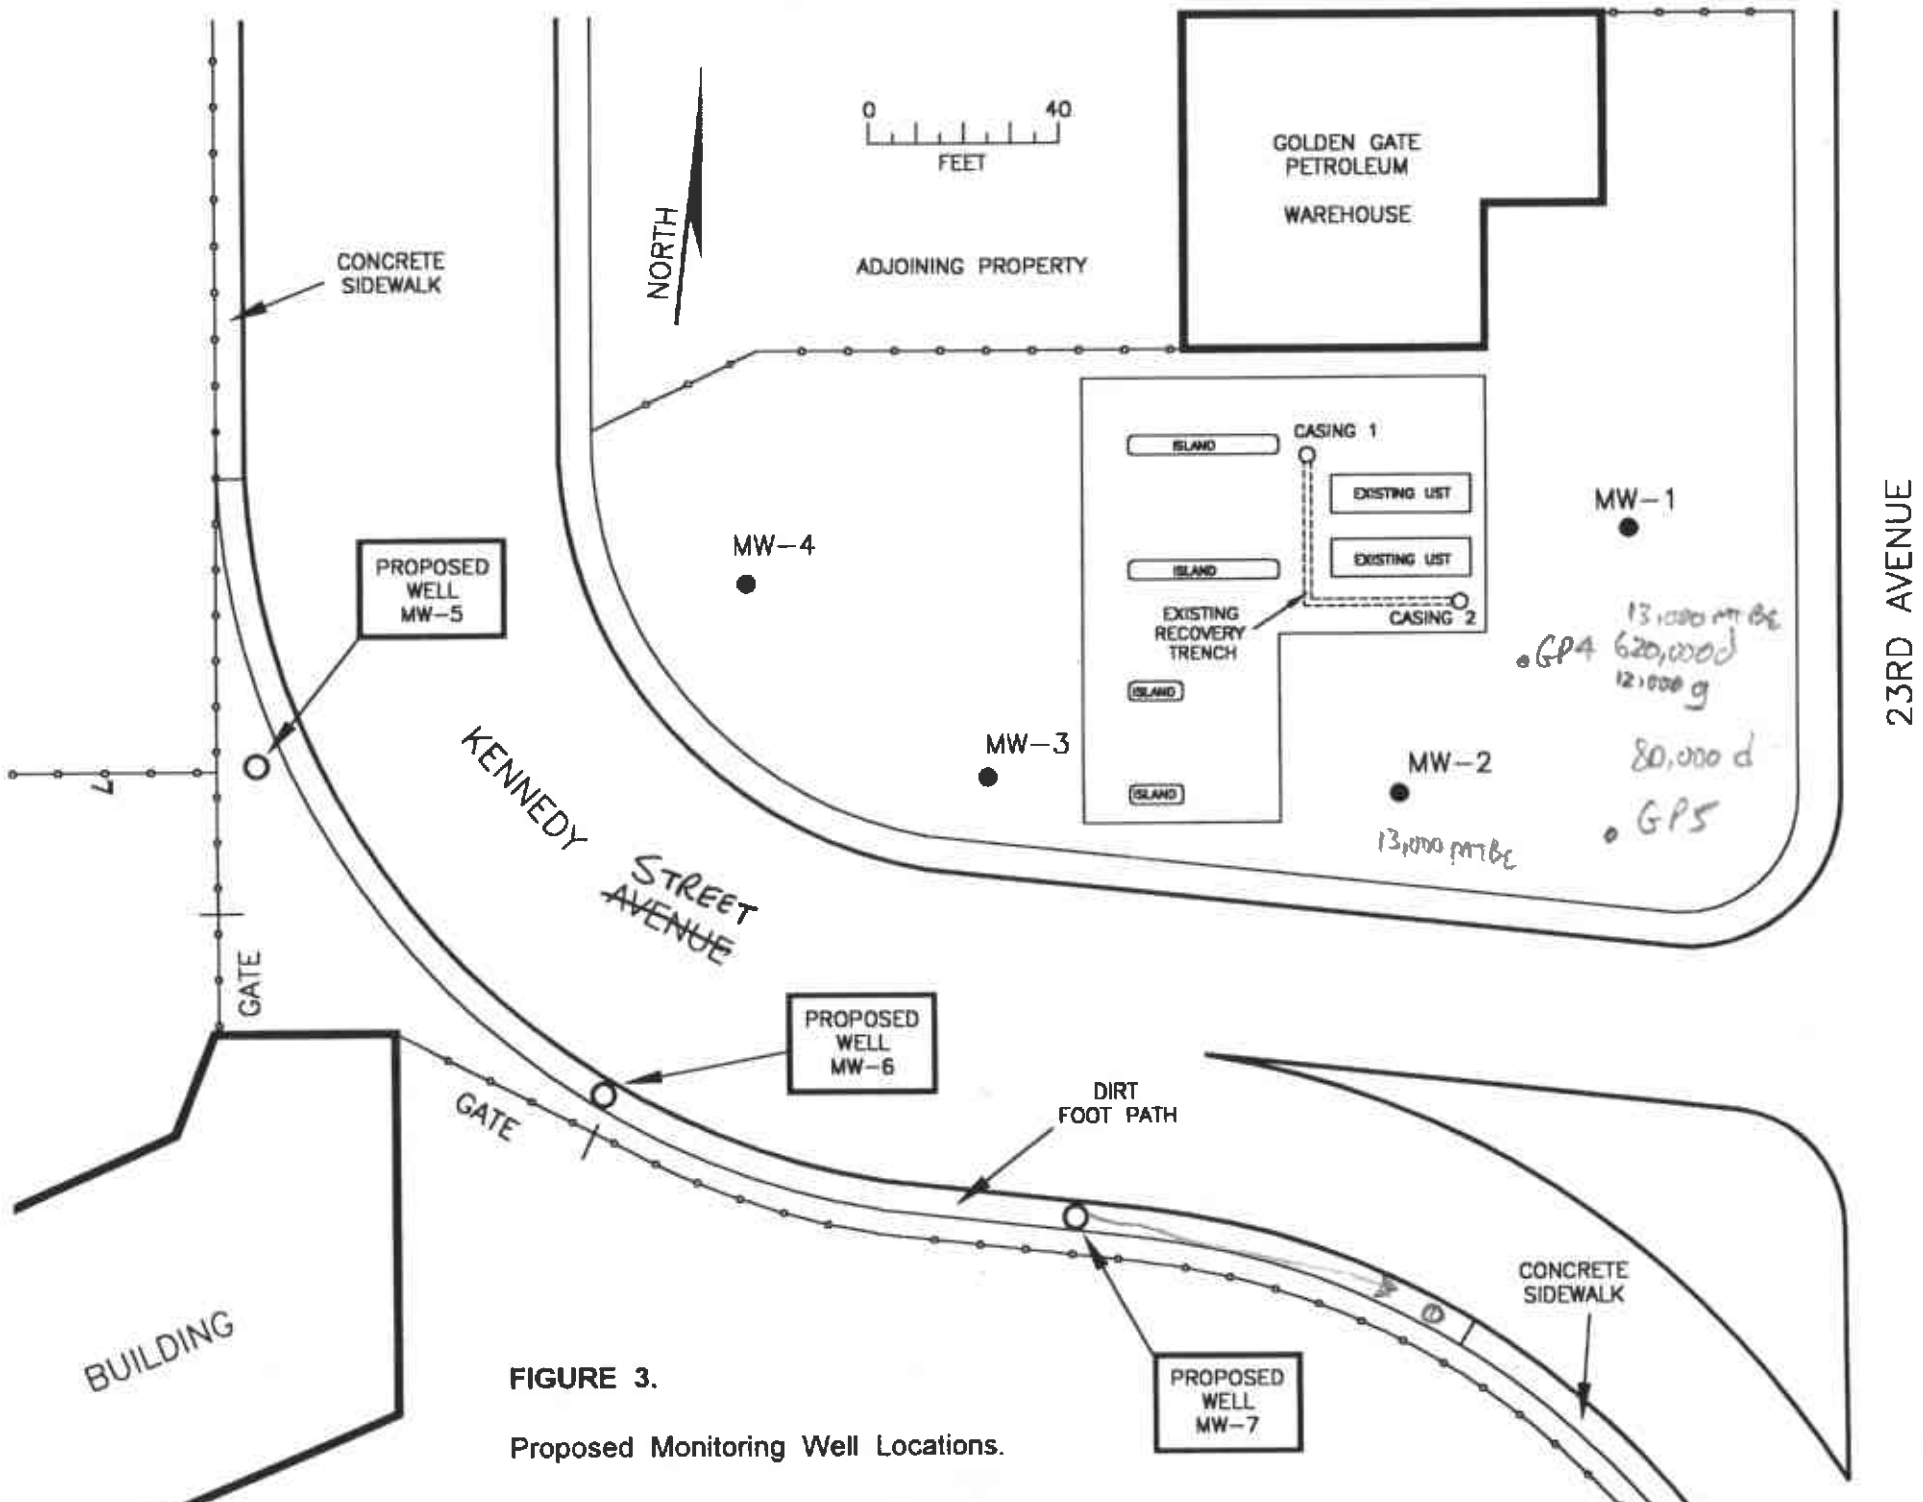 0 40
FEET
GOLDEN GATE
PETROLEUM
WAREHOUSE
NORTH
CONCRETE
SIDEWALK
ADJOINING PROPERTY
CASING 1
ISLAND
EXISTING UST
MW-1
23RD AVENUE
MW-4
PROPOSED
WELL
MW-5
ISLAND
EXISTING UST
EXISTING
RECOVERY
TRENCH
CASING 2
13,000 MTBE
GP4 620,000 d
12,000 g
ISLAND
MW-3
MW-2
80,000 d
ISLAND
GP5
13,000 MTBE
KENNEDY
STREET
AVENUE
GATE
PROPOSED
WELL
MW-6
GATE
DIRT
FOOT PATH
CONCRETE
SIDEWALK
BUILDING
PROPOSED
WELL
MW-7
FIGURE 3.
Proposed Monitoring Well Locations.